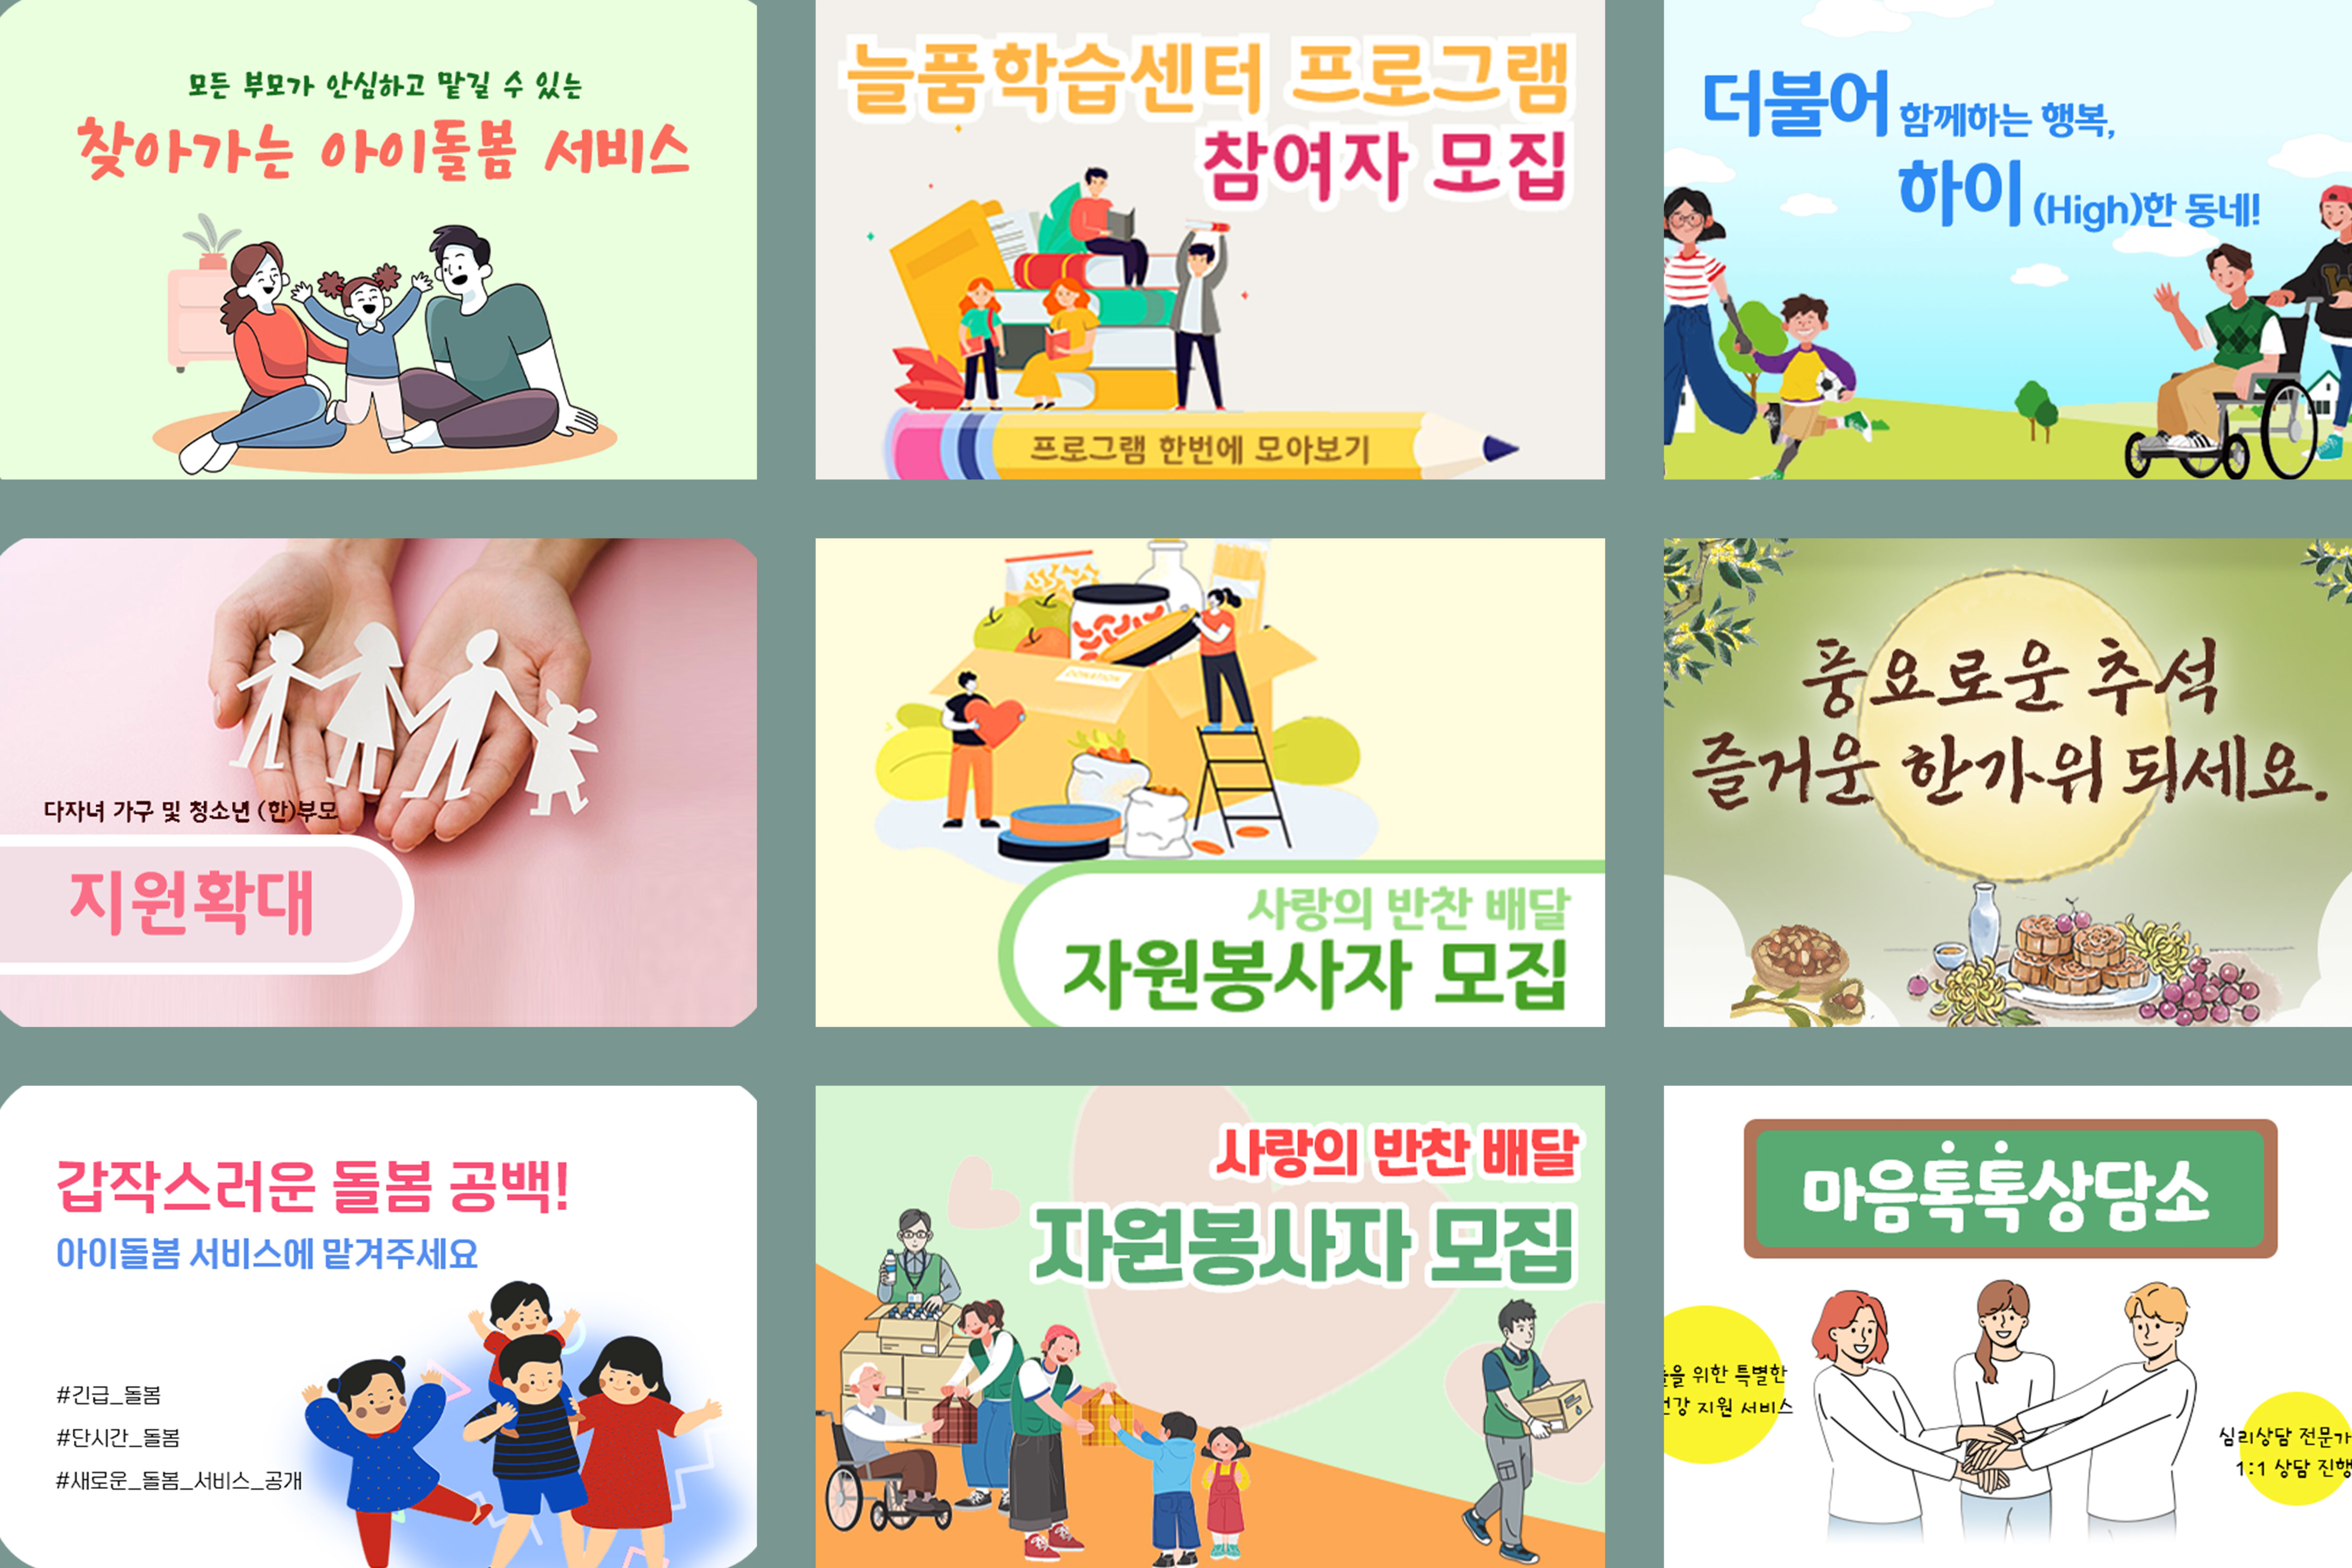 모든 부모가 안심하고 맡길 수 있는
찾아가는 아이돌봄 서비스
늘품학습센터 프로그램
참여자 모집
프로그램 한번에 모아보기
더불어 함께하는 행복,
하이 (High)한 동네!
다자녀 가구 및 청소년 (한)부모
지원확대
DONATION
사랑의 반찬 배달
자원봉사자 모집
풍요로운 추석
즐거운 한가위 되세요.
갑작스러운 돌봄 공백!
아이돌봄 서비스에 맡겨주세요
#긴급_돌봄
#단시간_돌봄
#새로운_돌봄_서비스_공개
사랑의 반찬 배달
자원봉사자 모집
마음톡톡상담소
위한 특별한
지원 서비스
심리상담 전문가
1:1 상담 진행